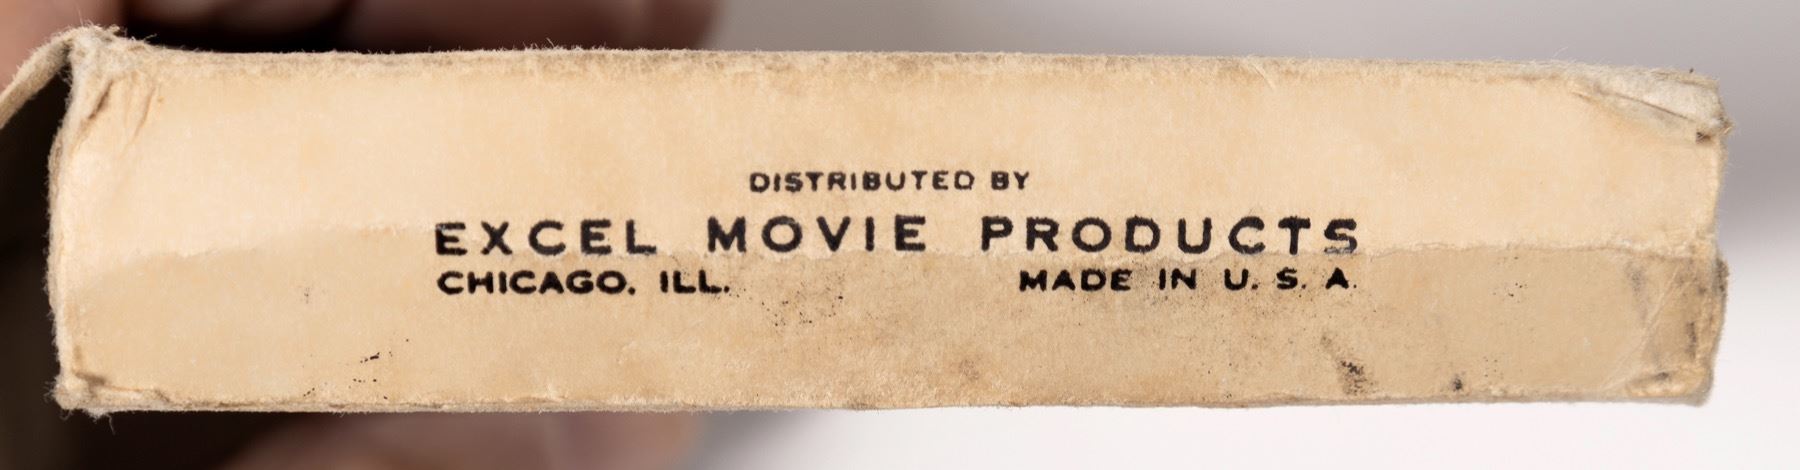 DISTRIBUTED BY
EXCEL MOVIE PRODUCTS
CHICAGO. ILL. MADE IN U. S. A.